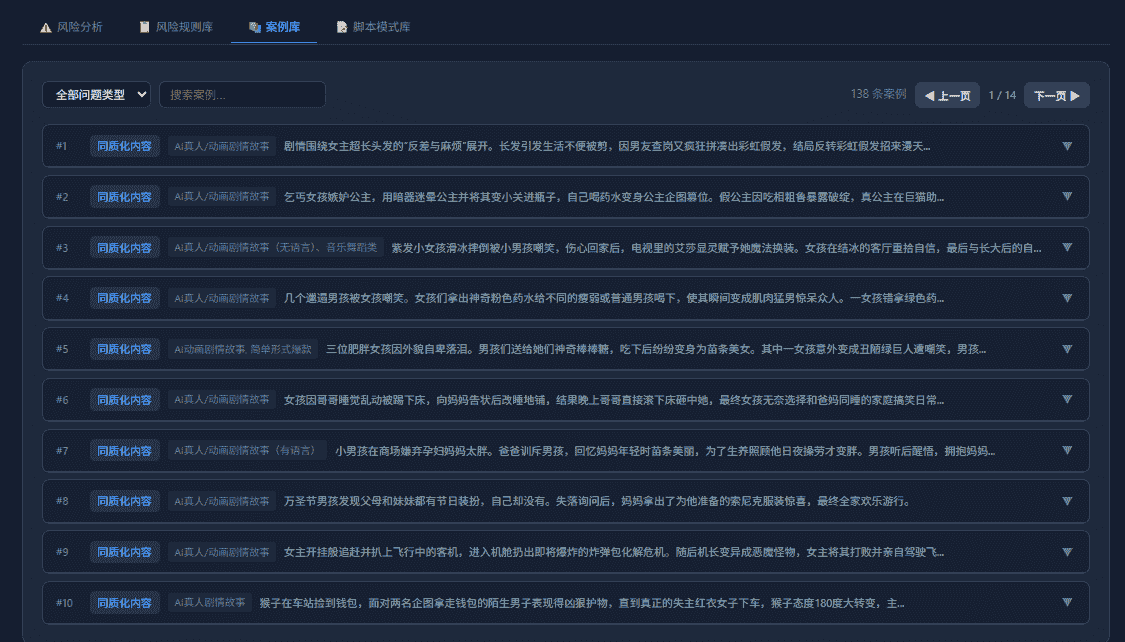 风险分析 风险规则库 案例库 脚本模式库
全部问题类型 搜索案例... 138 条案例 ◀ 上一页 1 / 14 下一页 ▶
#1 同质化内容 AI真人/动画剧情故事 剧情围绕女主超长头发的“反差与麻烦”展开。长发引发生活不便被剪，因男友查岗又疯狂拼凑出彩虹假发，结局反转彩虹假发招来漫天...
#2 同质化内容 AI真人/动画剧情故事 乞丐女孩嫉妒公主，用暗器迷晕公主并将其变小关进瓶子，自己喝药水变身公主企图篡位。假公主因吃相粗鲁暴露破绽，真公主在巨猫助...
#3 同质化内容 AI真人/动画剧情故事（无语言）、音乐舞蹈类 紫发小女孩滑冰摔倒被小男孩嘲笑，伤心回家后，电视里的艾莎显灵赋予她魔法换装。女孩在结冰的客厅重拾自信，最后与长大后的自...
#4 同质化内容 AI真人/动画剧情故事 几个邋遢男孩被女孩嘲笑。女孩们拿出神奇粉色药水给不同的瘦弱或普通男孩喝下，使其瞬间变成肌肉猛男惊呆众人。一女孩错拿绿色药...
#5 同质化内容 AI动画剧情故事, 简单形式爆款 三位肥胖女孩因外貌自卑落泪。男孩们送给她们神奇棒棒糖，吃下后纷纷变身为苗条美女。其中一女孩意外变成丑陋绿巨人遭嘲笑，男孩...
#6 同质化内容 AI真人/动画剧情故事 女孩因哥哥睡觉乱动被踢下床，向妈妈告状后改睡地铺，结果晚上哥哥直接滚下床砸中她，最终女孩无奈选择和爸妈同睡的家庭搞笑日常...
#7 同质化内容 AI真人/动画剧情故事（有语言） 小男孩在商场嫌弃孕妇妈妈太胖。爸爸训斥男孩，回忆妈妈年轻时苗条美丽，为了生养照顾他日夜操劳才变胖。男孩听后醒悟，拥抱妈妈...
#8 同质化内容 AI真人/动画剧情故事 万圣节男孩发现父母和妹妹都有节日装扮，自己却没有。失落询问后，妈妈拿出了为他准备的索尼克服装惊喜，最终全家欢乐游行。
#9 同质化内容 AI真人/动画剧情故事 女主开挂般追赶并扒上飞行中的客机，进入机舱扔出即将爆炸的炸弹包化解危机。随后机长变异成恶魔怪物，女主将其打败并亲自驾驶飞...
#10 同质化内容 AI真人剧情故事 猴子在车站捡到钱包，面对两名企图拿走钱包的陌生男子表现得凶狠护物，直到真正的失主红衣女子下车，猴子态度180度大转变，主...